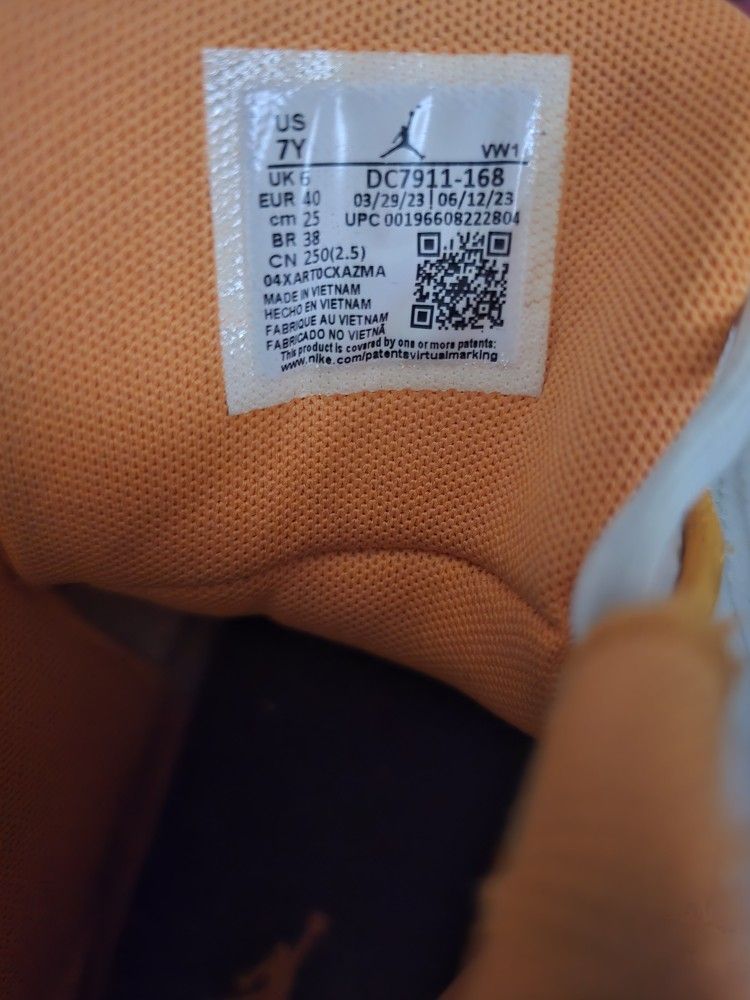 US
7Y
VW1
UK 6
DC7911-168
EUR 40
03/29/23 | 06/12/23
cm 25
UPC 00196608222804
BR 38
CN 250(2.5)
04XART0CXAZMA
MADE IN VIETNAM
HECHO EN VIETNAM
FABRIQUE AU VIETNAM
FABRICADO NO VIETNÃ
This product is covered by one or more patents:
www.nike.com/patentsvirtualmarking